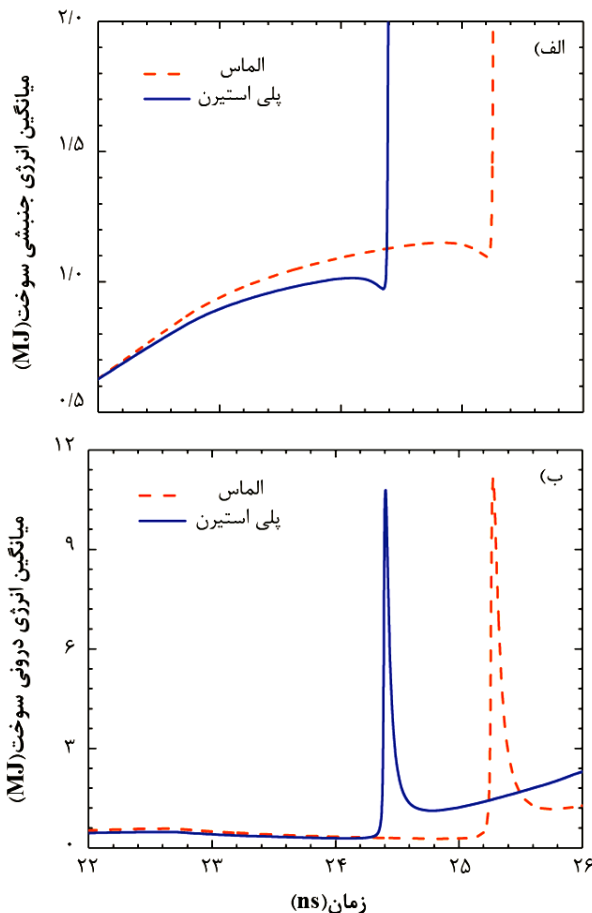 ۲/۰
الف)
الماس
پلی استیرن
۱/۵
۱/۰
۰/۵
میانگین انرژی جنبشی سوخت(MJ)
۱۲
ب)
الماس
پلی استیرن
۹
۶
۳
۰
میانگین انرژی درونی سوخت(MJ)
۲۲ ۲۳ ۲۴ ۲۵ ۲۶
زمان(ns)